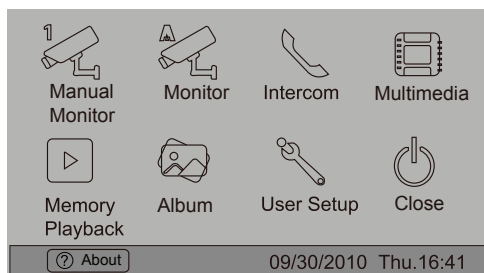 1
A
Manual Monitor Intercom Multimedia
Monitor
Memory Album User Setup Close
Playback
? About 09/30/2010 Thu.16:41